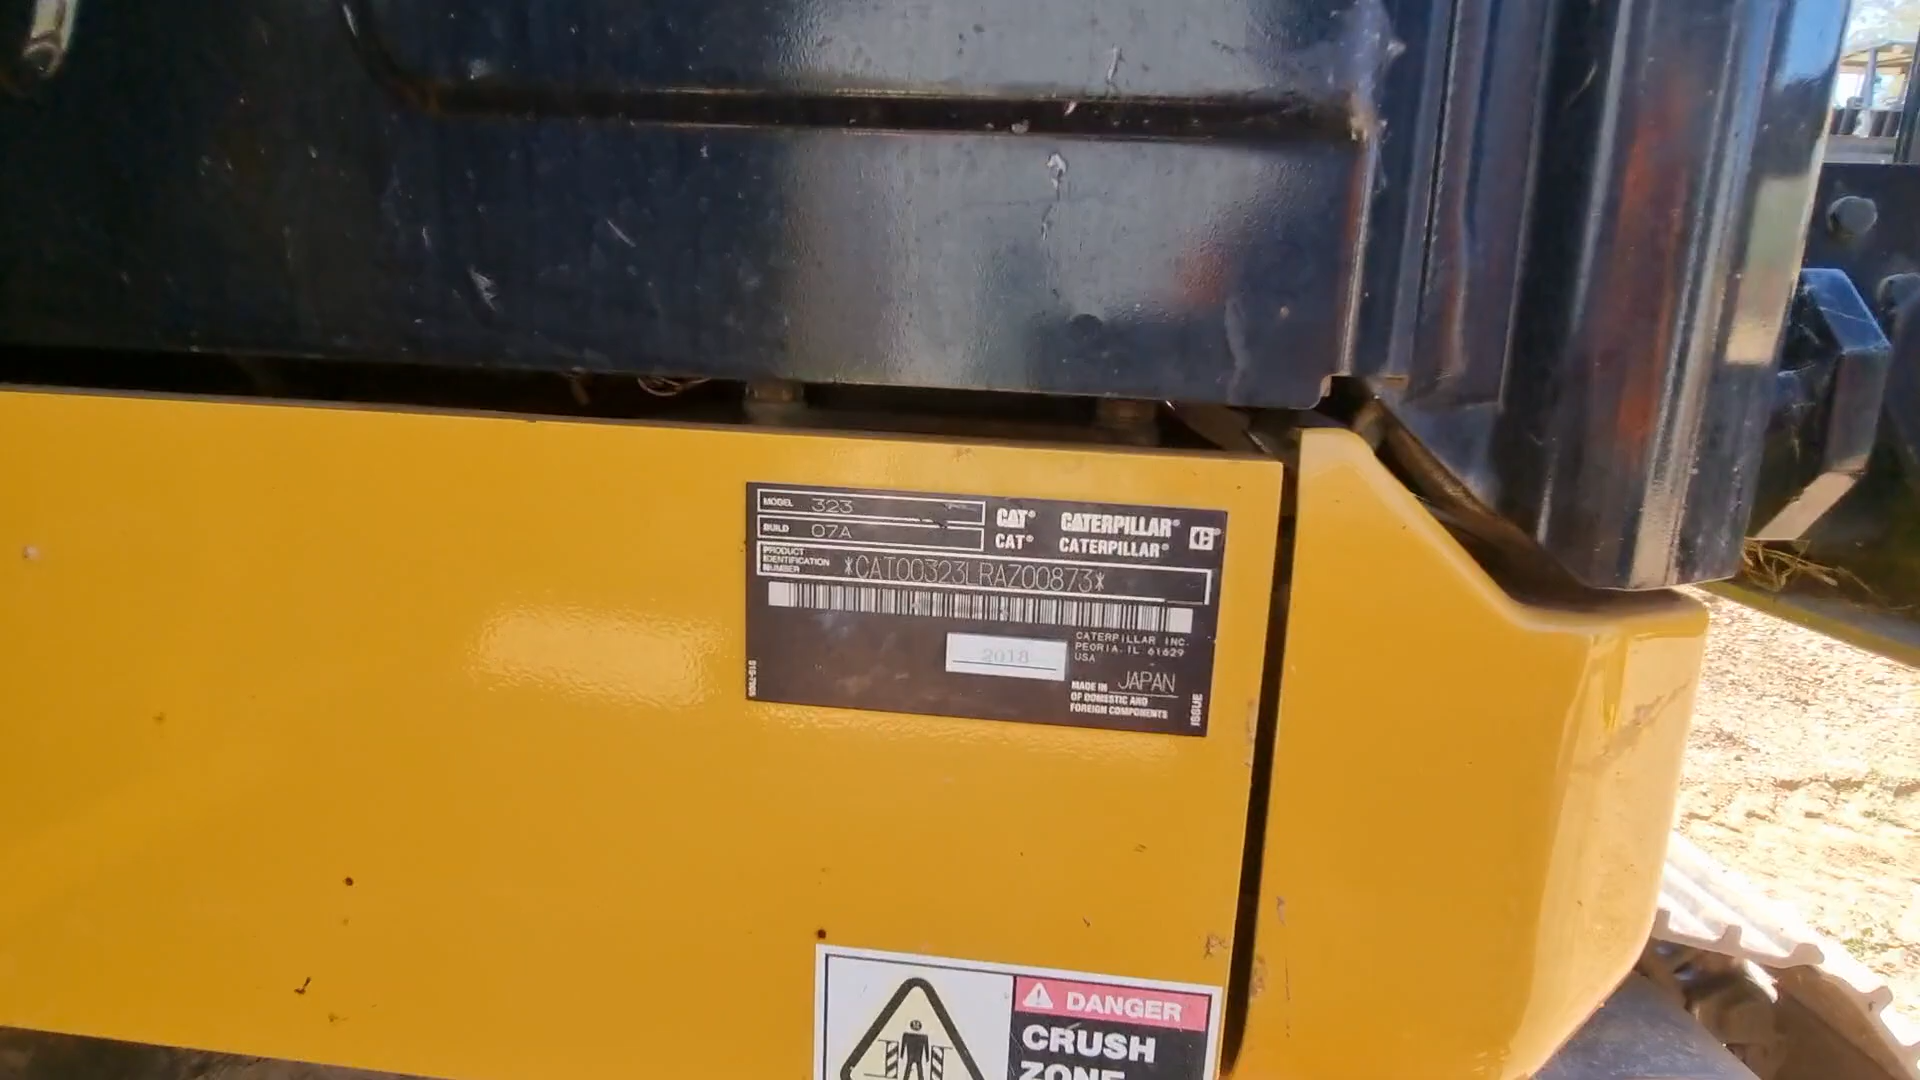 MODEL 323
BUILD 07A
CAT® CATERPILLAR®
CAT® CATERPILLAR®
PRODUCT
IDENTIFICATION
NUMBER
*CAT00323LRAZ00873*
2018
CATERPILLAR INC.
PEORIA, IL 61629
USA
MADE IN JAPAN
OF DOMESTIC AND
FOREIGN COMPONENTS
DANGER
CRUSH
ZONE